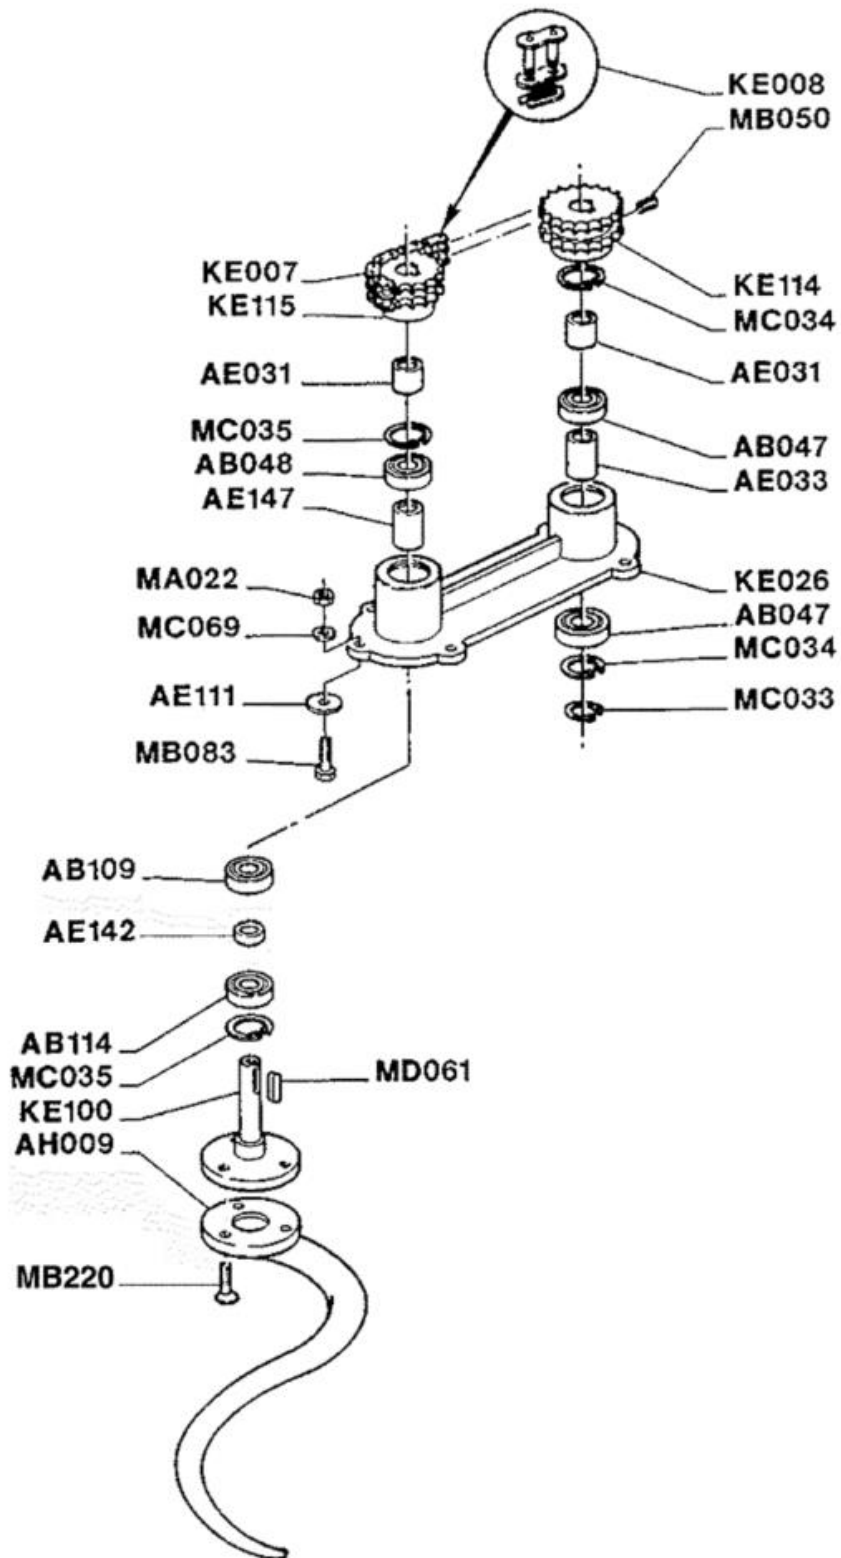 KE008
MB050
KE007
KE115
KE114
MC034
AE031
AE031
MC035
AB048
AE147
AB047
AE033
MA022
MC069
AE111
MB083
KE026
AB047
MC034
MC033
AB109
AE142
AB114
MC035
KE100
AH009
MD061
MB220